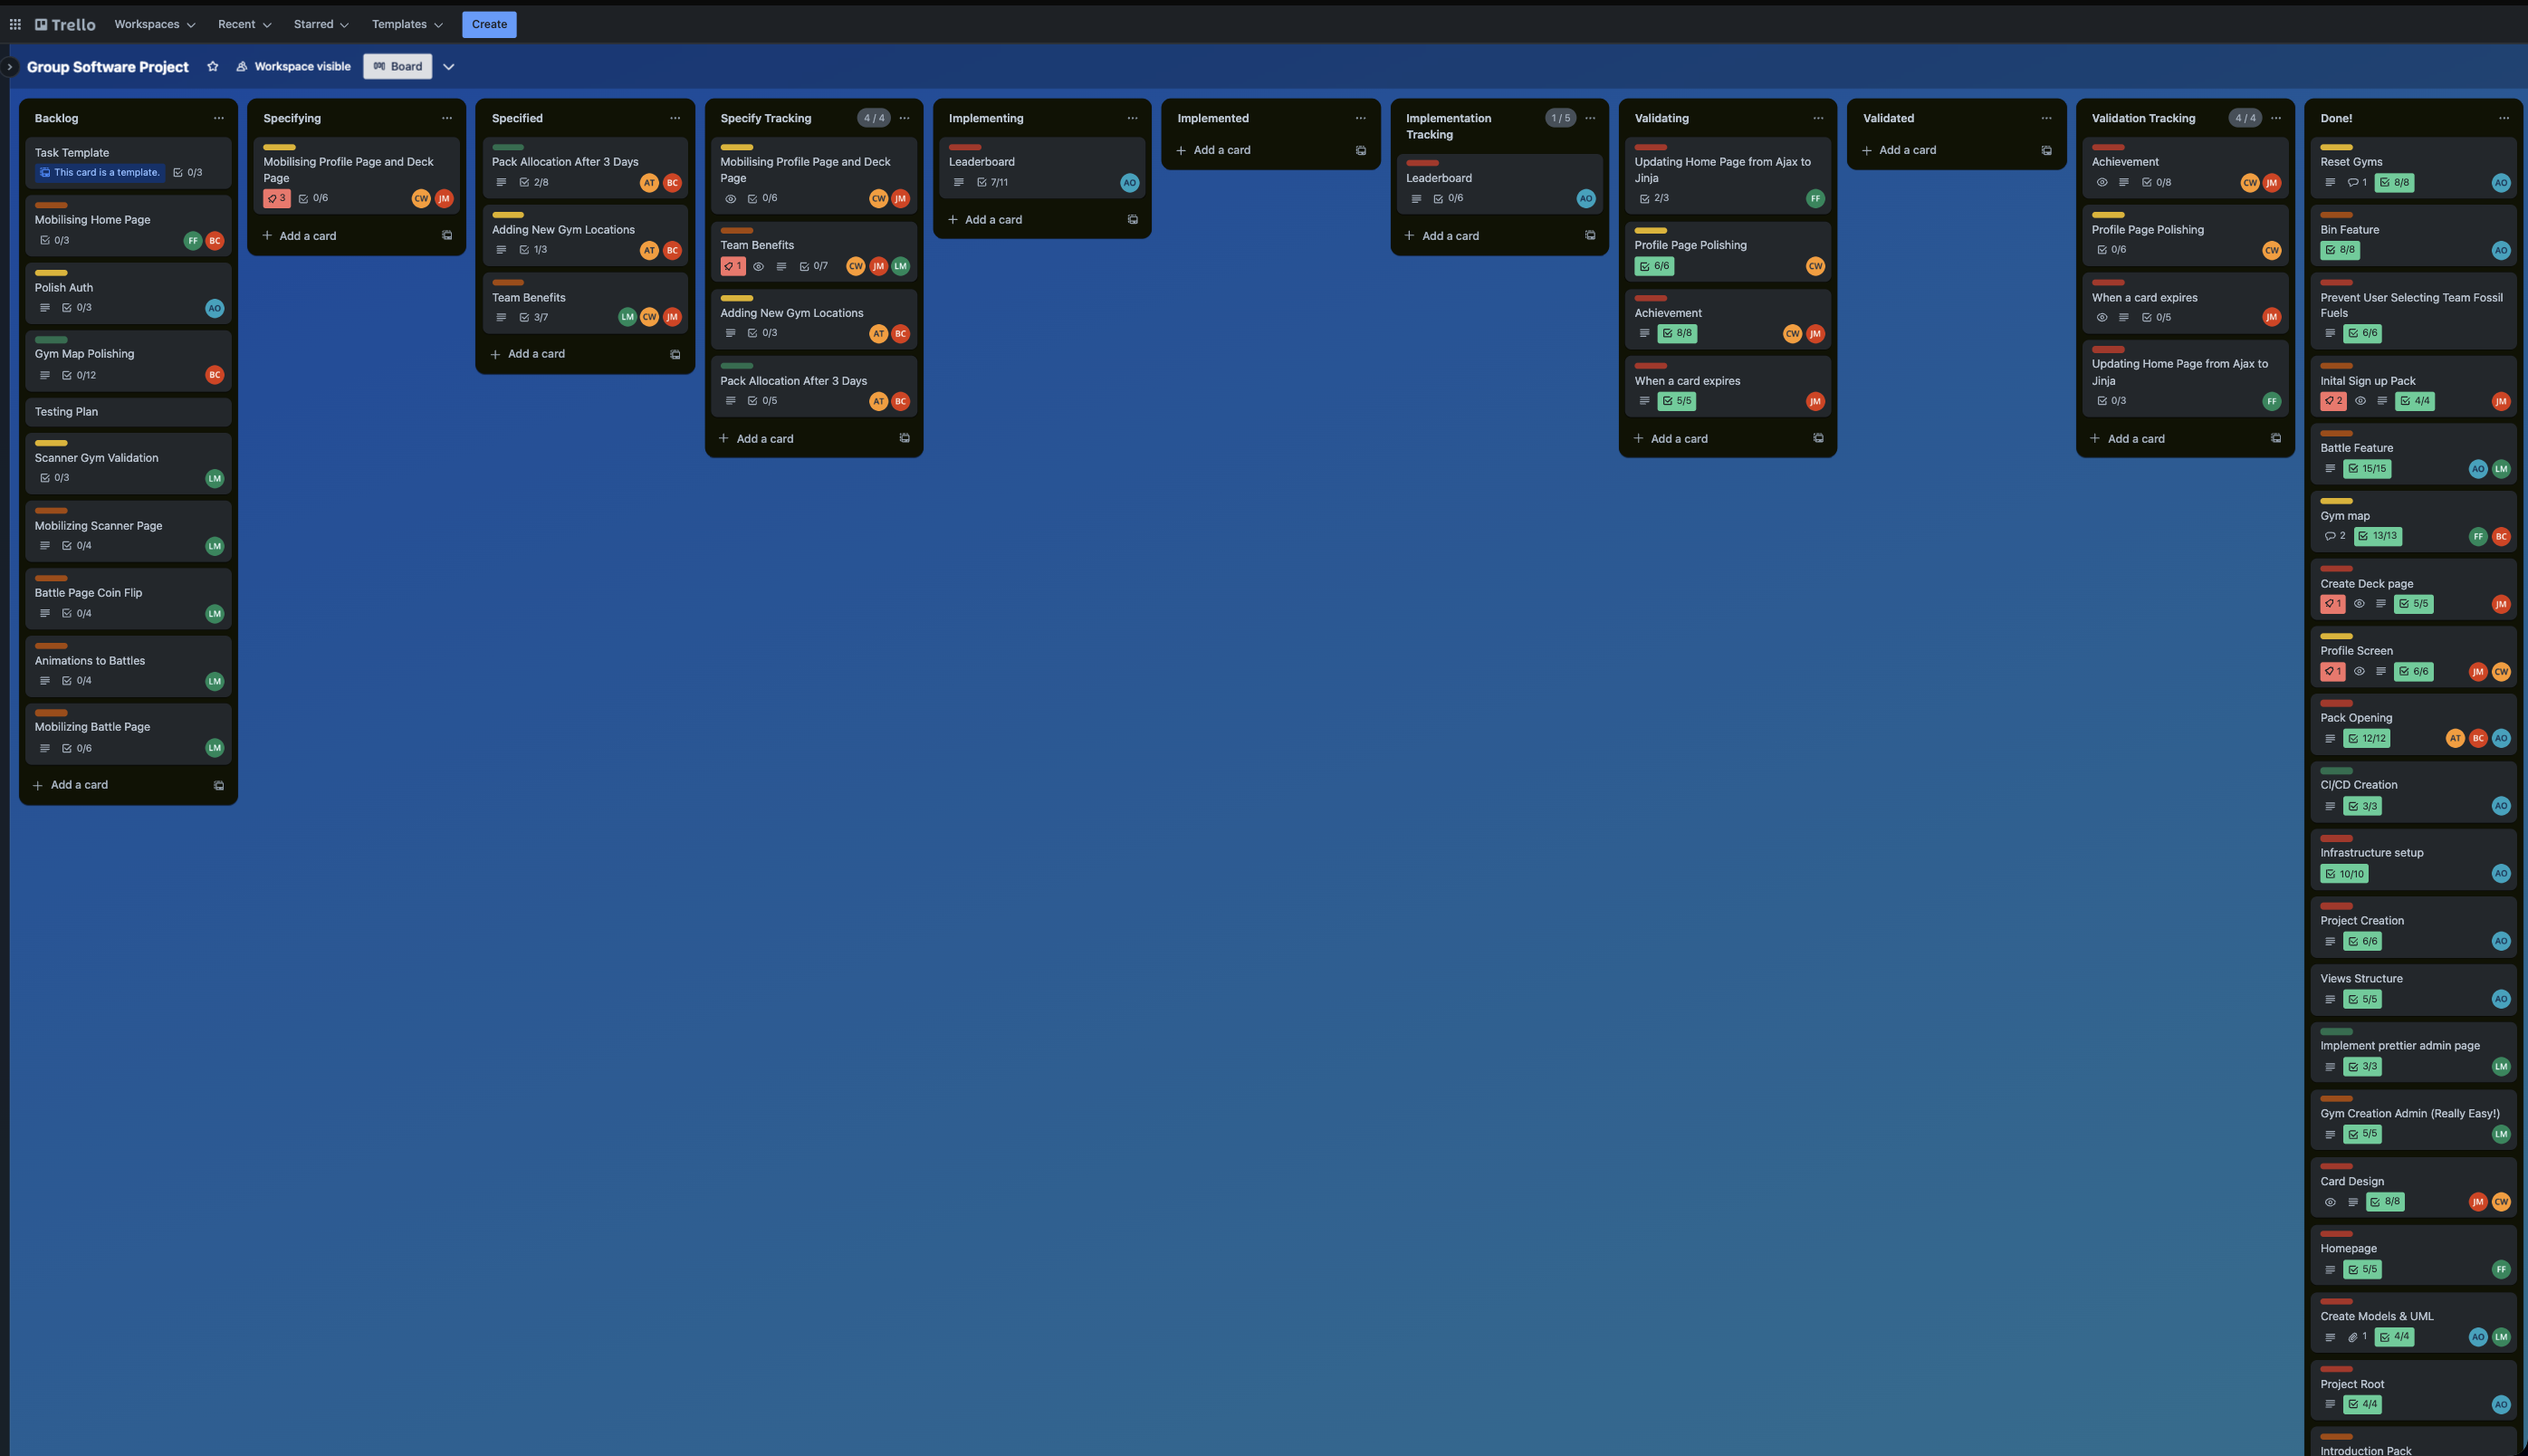 Trello
Workspaces
Recent
Starred
Templates
Create
Group Software Project
Workspace visible
Board
Backlog
Task Template
This card is a template.
0/3
Mobilising Home Page
0/3
FF
BC
Polish Auth
0/3
AO
Gym Map Polishing
0/12
BC
Testing Plan
Scanner Gym Validation
0/3
LM
Mobilizing Scanner Page
0/4
LM
Battle Page Coin Flip
0/4
LM
Animations to Battles
0/4
LM
Mobilizing Battle Page
0/6
LM
Add a card
Specifying
Mobilising Profile Page and Deck
Page
3
0/6
CW
JM
Add a card
Specified
Pack Allocation After 3 Days
2/8
AT
BC
Adding New Gym Locations
1/3
AT
BC
Team Benefits
3/7
LM
CW
JM
Add a card
Specify Tracking
4 / 4
Mobilising Profile Page and Deck
Page
0/6
CW
JM
Team Benefits
1
0/7
CW
JM
LM
Adding New Gym Locations
0/3
AT
BC
Pack Allocation After 3 Days
0/5
AT
BC
Add a card
Implementing
Leaderboard
7/11
AO
Add a card
Implemented
Add a card
Implementation
Tracking
1 / 5
Leaderboard
0/6
AO
Add a card
Validating
Updating Home Page from Ajax to
Jinja
2/3
FF
Profile Page Polishing
6/6
CW
Achievement
8/8
CW
JM
When a card expires
5/5
JM
Add a card
Validated
Add a card
Validation Tracking
4 / 4
Achievement
0/8
CW
JM
Profile Page Polishing
0/6
CW
When a card expires
0/5
JM
Updating Home Page from Ajax to
Jinja
0/3
FF
Add a card
Done!
Reset Gyms
1
8/8
AO
Bin Feature
8/8
AO
Prevent User Selecting Team Fossil
Fuels
6/6
Inital Sign up Pack
2
4/4
JM
Battle Feature
15/15
AO
LM
Gym map
2
13/13
FF
BC
Create Deck page
1
5/5
JM
Profile Screen
1
6/6
JM
CW
Pack Opening
12/12
AT
BC
AO
CI/CD Creation
3/3
AO
Infrastructure setup
10/10
AO
Project Creation
6/6
AO
Views Structure
5/5
AO
Implement prettier admin page
3/3
LM
Gym Creation Admin (Really Easy!)
5/5
LM
Card Design
8/8
JM
CW
Homepage
5/5
FF
Create Models & UML
1
4/4
AO
LM
Project Root
4/4
AO
Introduction Pack